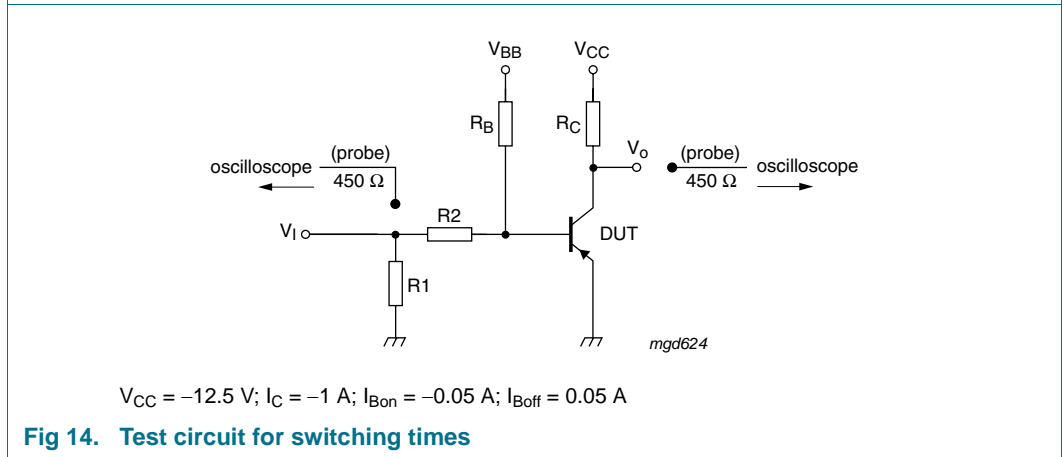 VBB
VCC
RB
RC
Vo
(probe)
450 Ω
oscilloscope
(probe)
450 Ω
oscilloscope
R2
VI
DUT
R1
mgd624
VCC = −12.5 V; IC = −1 A; IBon = −0.05 A; IBoff = 0.05 A
Fig 14. Test circuit for switching times